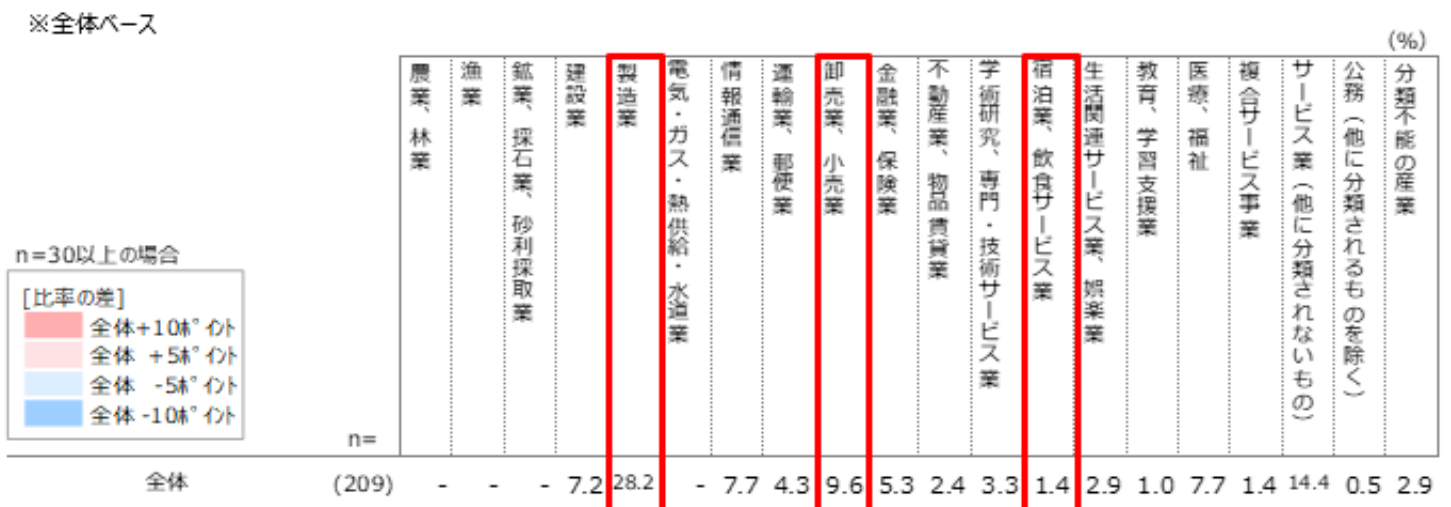 ※全体ベース
(%)
農業、林業
漁業
鉱業、採石業、砂利採取業
建設業
製造業
電気・ガス・熱供給・水道業
情報通信業
運輸業、郵便業
卸売業、小売業
金融業、保険業
不動産業、物品賃貸業
学術研究、専門・技術サービス業
宿泊業、飲食サービス業
生活関連サービス業、娯楽業
教育、学習支援業
医療、福祉
複合サービス事業
サービス業（他に分類されないもの）
公務（他に分類されるものを除く）
分類不能の産業
n=30以上の場合
[比率の差]
全体+10ﾎﾟｲﾝﾄ
全体 +5ﾎﾟｲﾝﾄ
全体 -5ﾎﾟｲﾝﾄ
全体-10ﾎﾟｲﾝﾄ
n=
全体 (209) - - - 7.2 28.2 - 7.7 4.3 9.6 5.3 2.4 3.3 1.4 2.9 1.0 7.7 1.4 14.4 0.5 2.9